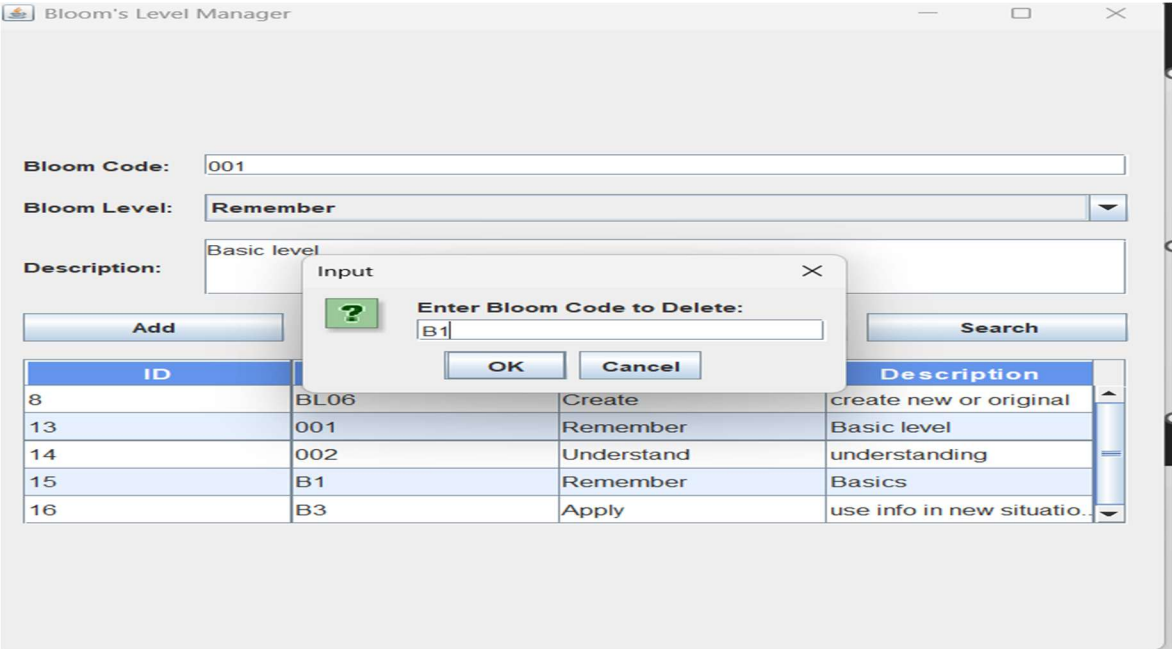 Bloom's Level Manager
Bloom Code: 001
Bloom Level: Remember
Description: Basic level
Input
Enter Bloom Code to Delete:
B1
OK Cancel
Add Search
ID Description
8 BL06 Create create new or original
13 001 Remember Basic level
14 002 Understand understanding
15 B1 Remember Basics
16 B3 Apply use info in new situatio..